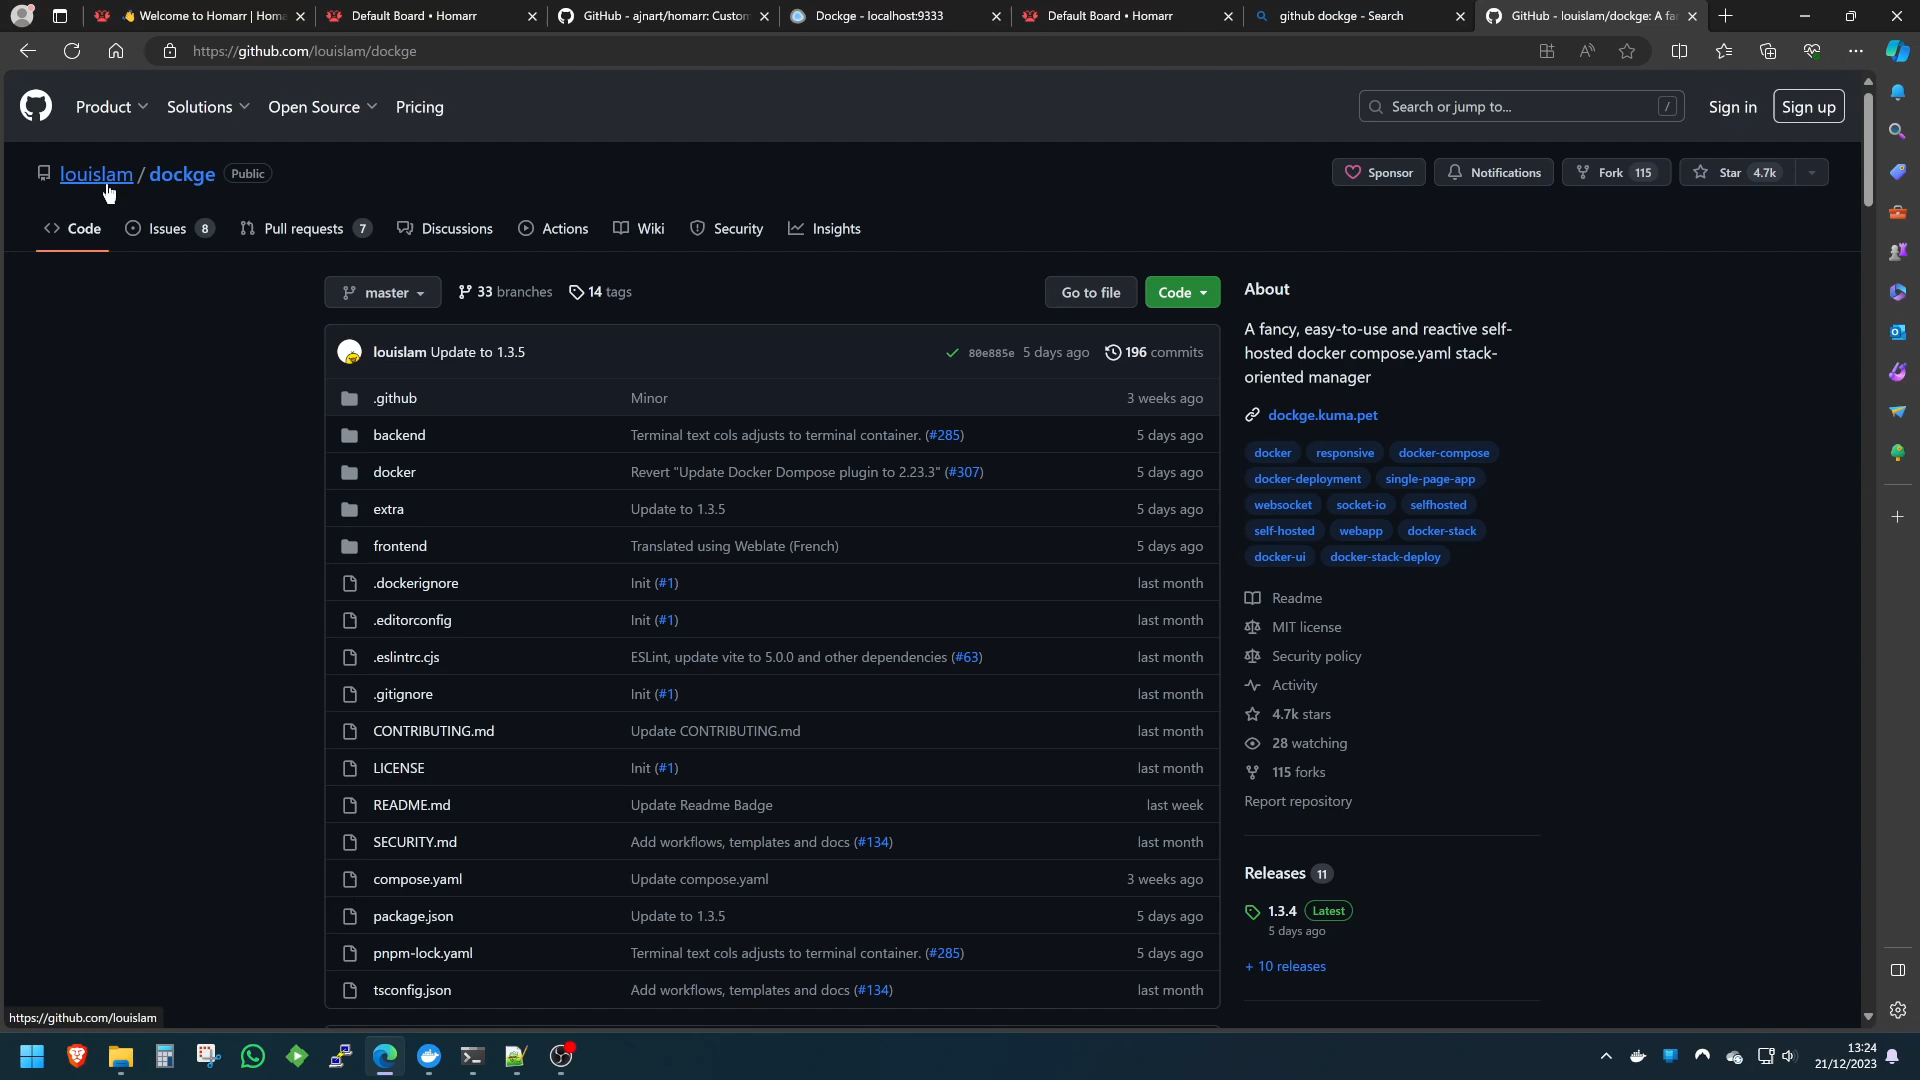 Welcome to Homarr | Hom
Default Board • Homarr
GitHub - ajnart/homarr: Custom
Dockge - localhost:9333
Default Board • Homarr
github dockge - Search
GitHub - louislam/dockge: A fa
https://github.com/louislam/dockge
Product
Solutions
Open Source
Pricing
Search or jump to...
/
Sign in
Sign up
louislam / dockge Public
Sponsor
Notifications
Fork 115
Star 4.7k
Code
Issues 8
Pull requests 7
Discussions
Actions
Wiki
Security
Insights
master
33 branches
14 tags
Go to file
Code
About
A fancy, easy-to-use and reactive self-
hosted docker compose.yaml stack-
oriented manager
dockge.kuma.pet
docker responsive docker-compose
docker-deployment single-page-app
websocket socket-io selfhosted
self-hosted webapp docker-stack
docker-ui docker-stack-deploy
Readme
MIT license
Security policy
Activity
4.7k stars
28 watching
115 forks
Report repository
Releases 11
1.3.4 Latest
5 days ago
+ 10 releases
louislam Update to 1.3.5 80e885e 5 days ago 196 commits
.github Minor 3 weeks ago
backend Terminal text cols adjusts to terminal container. (#285) 5 days ago
docker Revert "Update Docker Dompose plugin to 2.23.3" (#307) 5 days ago
extra Update to 1.3.5 5 days ago
frontend Translated using Weblate (French) 5 days ago
.dockerignore Init (#1) last month
.editorconfig Init (#1) last month
.eslintrc.cjs ESLint, update vite to 5.0.0 and other dependencies (#63) last month
.gitignore Init (#1) last month
CONTRIBUTING.md Update CONTRIBUTING.md last month
LICENSE Init (#1) last month
README.md Update Readme Badge last week
SECURITY.md Add workflows, templates and docs (#134) last month
compose.yaml Update compose.yaml 3 weeks ago
package.json Update to 1.3.5 5 days ago
pnpm-lock.yaml Terminal text cols adjusts to terminal container. (#285) 5 days ago
tsconfig.json Add workflows, templates and docs (#134) last month
https://github.com/louislam
13:24
21/12/2023